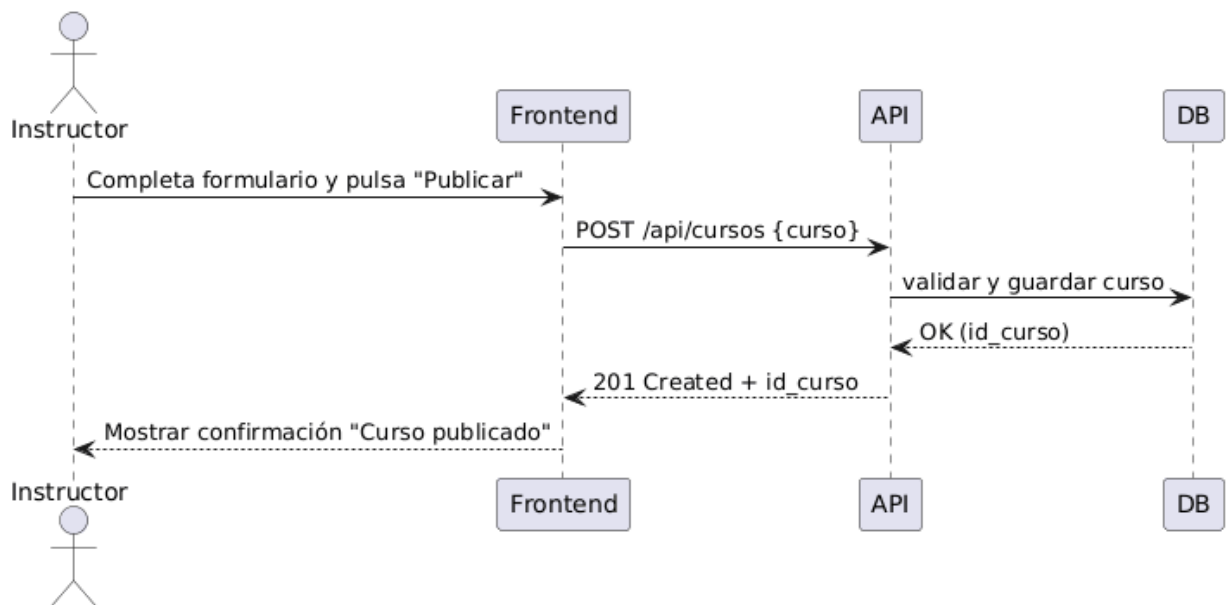 Instructor
Frontend
API
DB
Completa formulario y pulsa "Publicar"
POST /api/cursos {curso}
validar y guardar curso
OK (id_curso)
201 Created + id_curso
Mostrar confirmación "Curso publicado"
Instructor
Frontend
API
DB